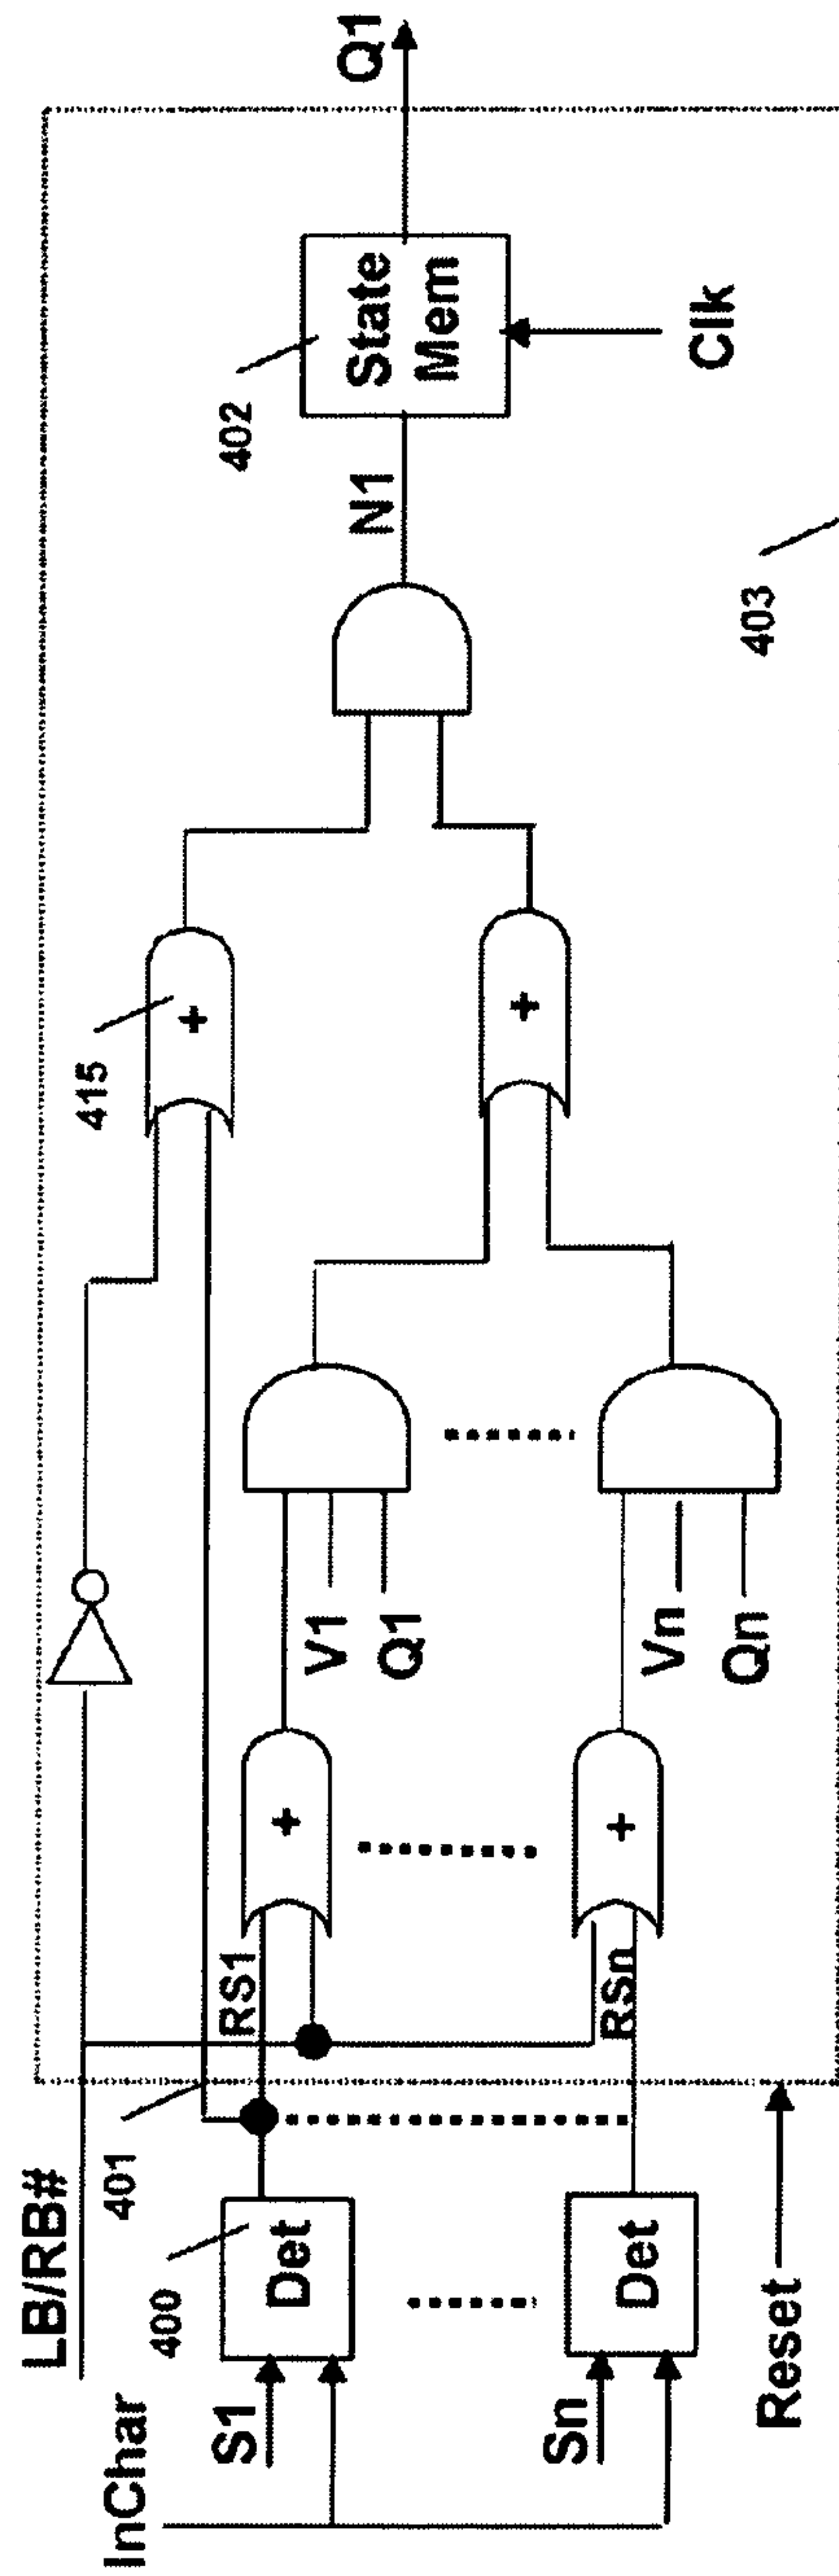 LB/RB#
InChar
401
400
S1
Det
RS1
+
V1
Q1
415
+
Sn
Det
RSn
+
Vn
Qn
+
N1
402
State
Mem
Q1
Clk
403
Reset